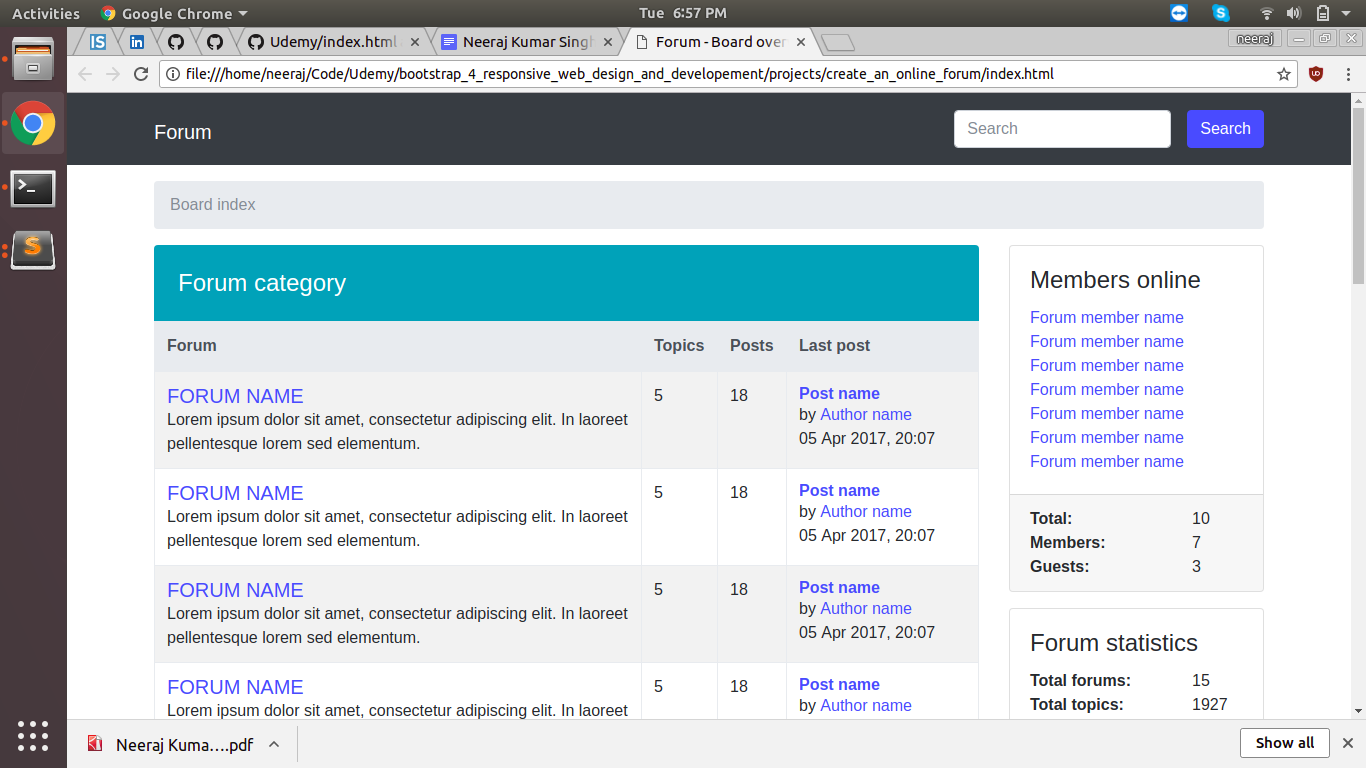 Activities Google Chrome Tue 6:57 PM
Udemy/index.html Neeraj Kumar Singh Forum - Board over neeraj
file:///home/neeraj/Code/Udemy/bootstrap_4_responsive_web_design_and_developement/projects/create_an_online_forum/index.html
Forum Search Search
Board index
Forum category
Forum Topics Posts Last post
FORUM NAME 5 18 Post name
Lorem ipsum dolor sit amet, consectetur adipiscing elit. In laoreet by Author name
pellentesque lorem sed elementum. 05 Apr 2017, 20:07
FORUM NAME 5 18 Post name
Lorem ipsum dolor sit amet, consectetur adipiscing elit. In laoreet by Author name
pellentesque lorem sed elementum. 05 Apr 2017, 20:07
FORUM NAME 5 18 Post name
Lorem ipsum dolor sit amet, consectetur adipiscing elit. In laoreet by Author name
pellentesque lorem sed elementum. 05 Apr 2017, 20:07
FORUM NAME 5 18 Post name
Lorem ipsum dolor sit amet, consectetur adipiscing elit. In laoreet by Author name
Members online
Forum member name
Forum member name
Forum member name
Forum member name
Forum member name
Forum member name
Forum member name
Total: 10
Members: 7
Guests: 3
Forum statistics
Total forums: 15
Total topics: 1927
Neeraj Kuma....pdf Show all